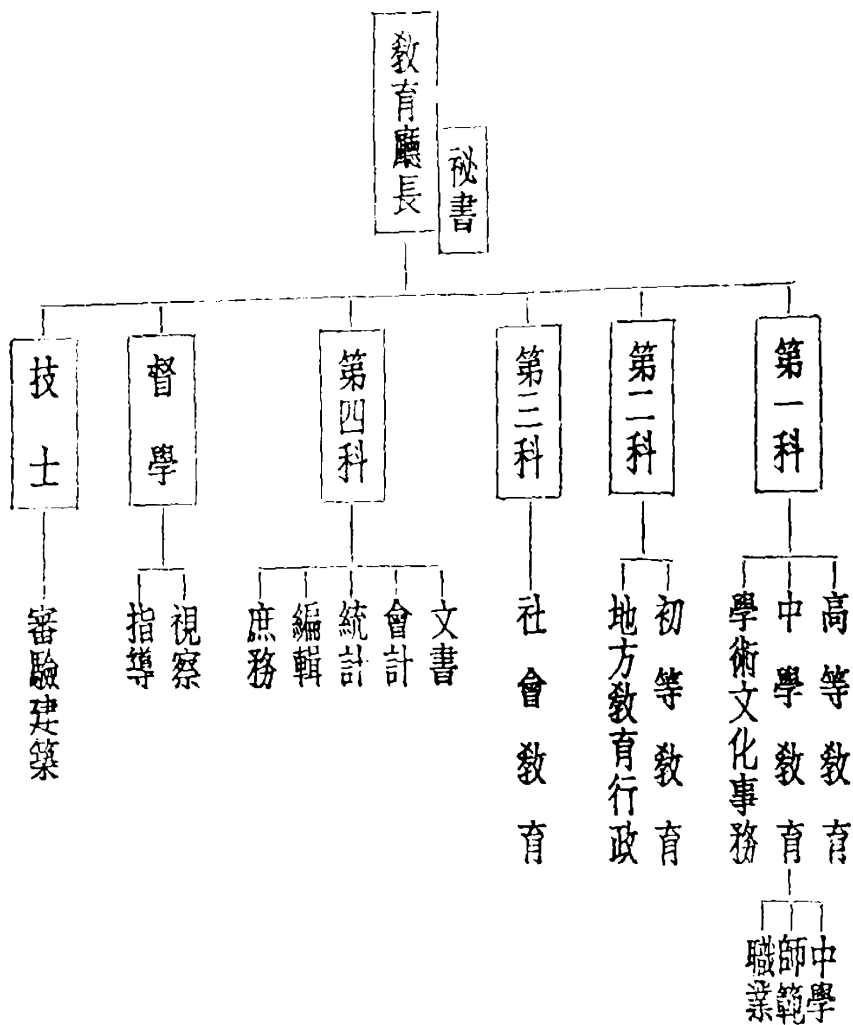 教育廳長
祕書
第一科
第二科
第三科
第四科
督學
技士
高等教育
中學教育
學術文化事務
初等教育
地方教育行政
社會教育
文書
會計
統計
編輯
庶務
視察
指導
審驗建築
中學
師範
職業